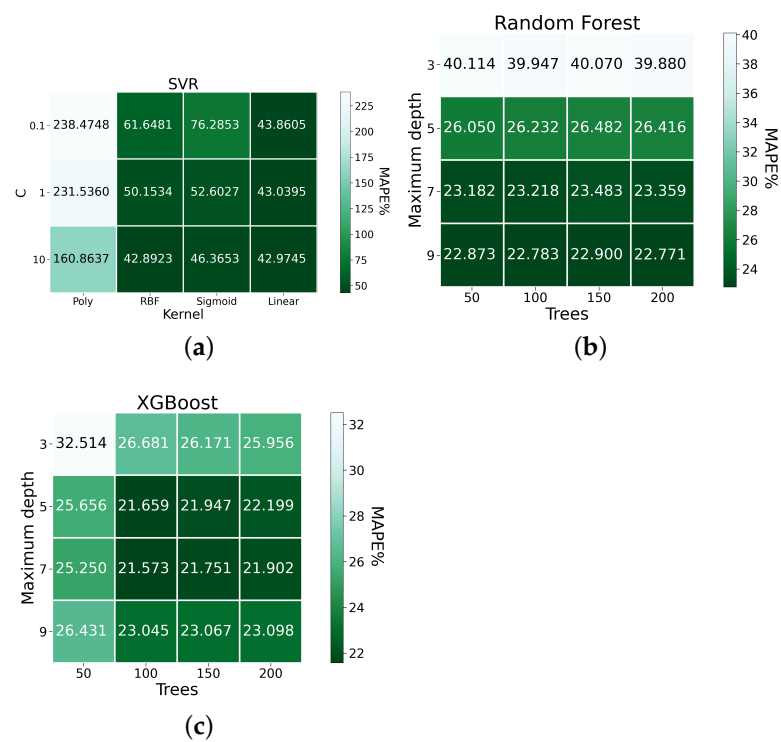 SVR
0.1 238.4748 61.6481 76.2853 43.8605
1 231.5360 50.1534 52.6027 43.0395
10 160.8637 42.8923 46.3653 42.9745
C
Poly RBF Sigmoid Linear
Kernel
225
200
175
150
125
100
75
50
MAPE%
(a)
Random Forest
3 40.114 39.947 40.070 39.880
5 26.050 26.232 26.482 26.416
7 23.182 23.218 23.483 23.359
9 22.873 22.783 22.900 22.771
Maximum depth
50 100 150 200
Trees
40
38
36
34
32
30
28
26
24
MAPE%
(b)
XGBoost
3 32.514 26.681 26.171 25.956
5 25.656 21.659 21.947 22.199
7 25.250 21.573 21.751 21.902
9 26.431 23.045 23.067 23.098
Maximum depth
50 100 150 200
Trees
32
30
28
26
24
22
MAPE%
(c)